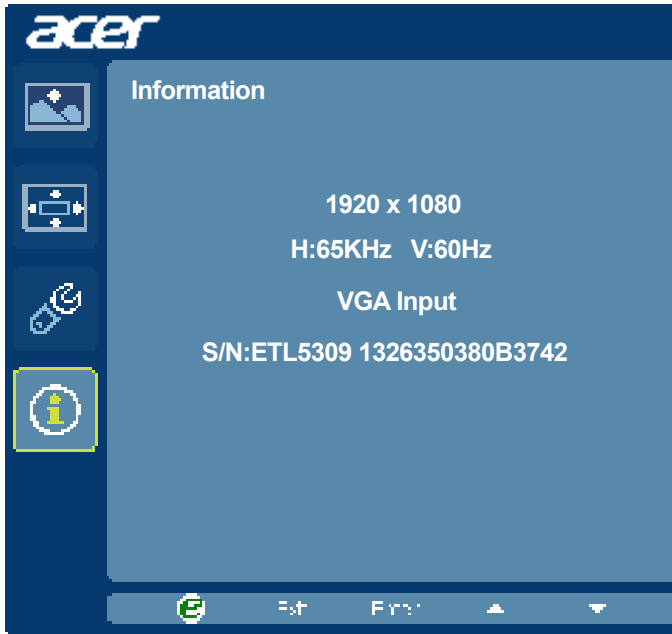 acer
Information
1920 x 1080
H:65KHz V:60Hz
VGA Input
S/N:ETL5309 1326350380B3742
e